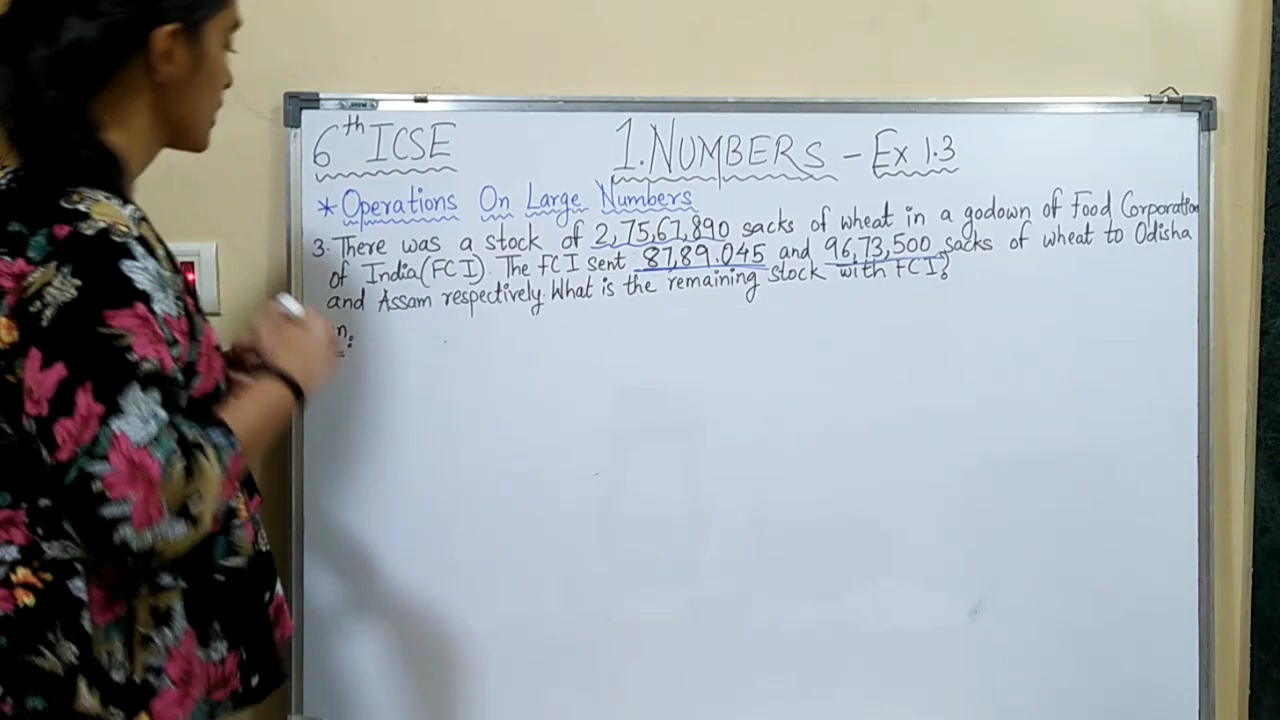 6th ICSE 1. NUMBERS - Ex 1.3
* Operations On Large Numbers
3. There was a stock of 2,75,67,890 sacks of wheat in a godown of Food Corporation
of India (FCI). The FCI sent 87,89.045 and 96,73,500 sacks of wheat to Odisha
and Assam respectively. What is the remaining stock with FCI?
n: